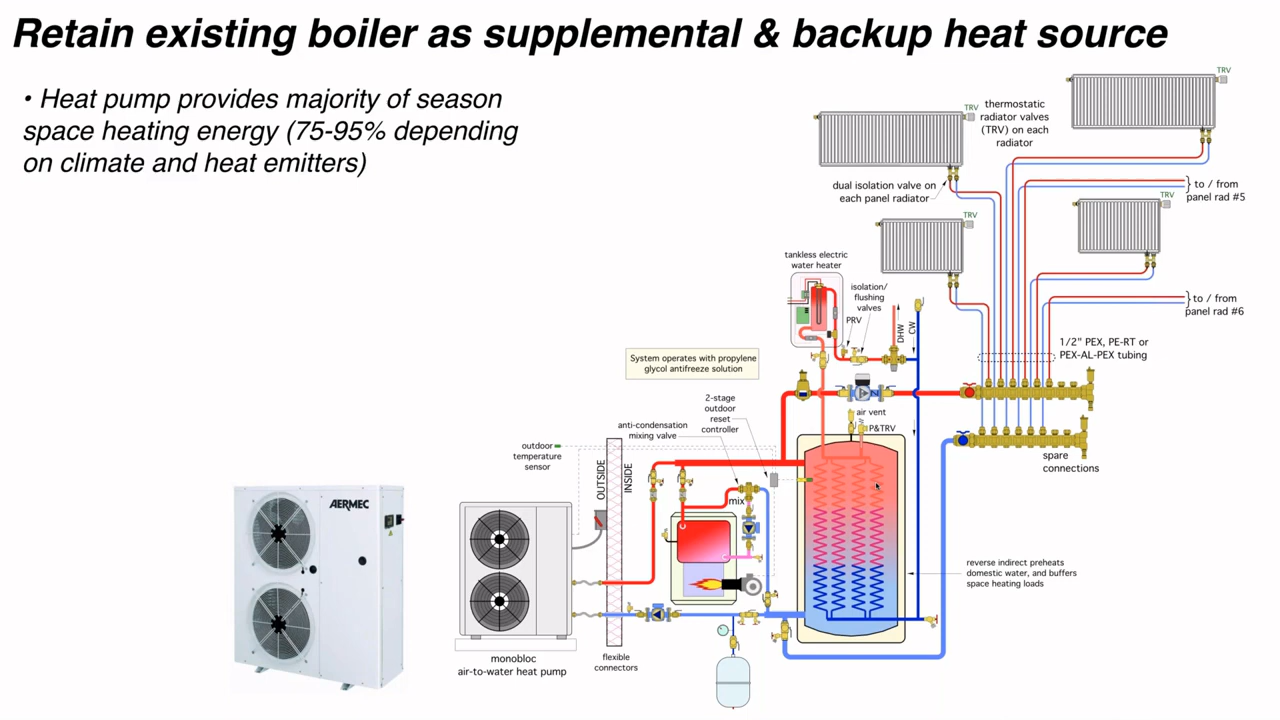 Retain existing boiler as supplemental & backup heat source
• Heat pump provides majority of season
space heating energy (75-95% depending
on climate and heat emitters)
TRV
TRV
thermostatic
radiator valves
(TRV) on each
radiator
dual isolation valve on
each panel radiator
to / from
panel rad #5
TRV
TRV
tankless electric
water heater
isolation/
flushing
valves
PRV
DHW
CW
to / from
panel rad #6
1/2" PEX, PE-RT or
PEX-AL-PEX tubing
System operates with propylene
glycol antifreeze solution
2-stage
outdoor
reset
controller
anti-condensation
mixing valve
air vent
P&TRV
outdoor
temperature
sensor
OUTSIDE
INSIDE
spare
connections
mix
AERMEC
reverse indirect preheats
domestic water, and buffers
space heating loads
monobloc
air-to-water heat pump
flexible
connectors